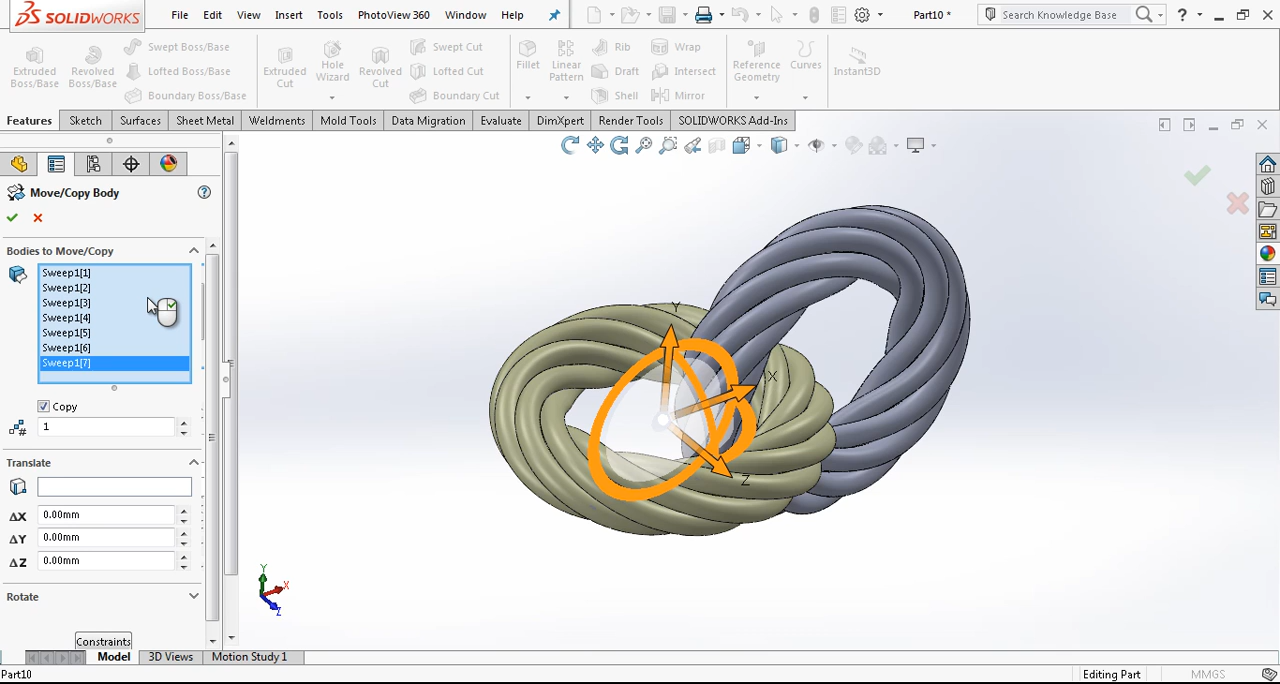 SOLIDWORKS File Edit View Insert Tools PhotoView 360 Window Help Part10 * Search Knowledge Base ?
Extruded Boss/Base Revolved Boss/Base Swept Boss/Base Lofted Boss/Base Boundary Boss/Base Extruded Cut Hole Wizard Revolved Cut Swept Cut Lofted Cut Boundary Cut Fillet Linear Pattern Rib Draft Shell Wrap Intersect Mirror Reference Geometry Curves Instant3D
Features Sketch Surfaces Sheet Metal Weldments Mold Tools Data Migration Evaluate DimXpert Render Tools SOLIDWORKS Add-Ins
Move/Copy Body ?
Bodies to Move/Copy
Sweep1[1]
Sweep1[2]
Sweep1[3]
Sweep1[4]
Sweep1[5]
Sweep1[6]
Sweep1[7]
Copy
1
Translate
ΔX 0.00mm
ΔY 0.00mm
ΔZ 0.00mm
Rotate
Constraints
Y
X
Z
Y
X
Z
Model 3D Views Motion Study 1
Part10 Editing Part MMGS